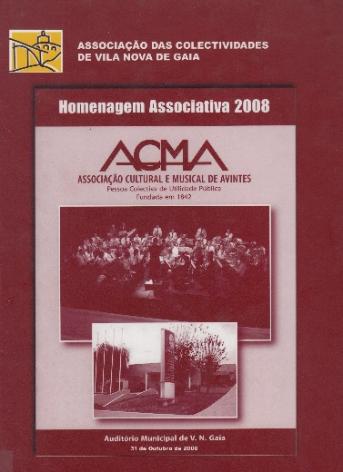 ASSOCIAÇÃO DAS COLECTIVIDADES
DE VILA NOVA DE GAIA
Homenagem Associativa 2008
ACMA
ASSOCIAÇÃO CULTURAL E MUSICAL DE AVINTES
Pessoa Colectiva de Utilidade Pública
Fundada em 1842
Auditório Municipal de V. N. Gaia
31 de Outubro de 2008